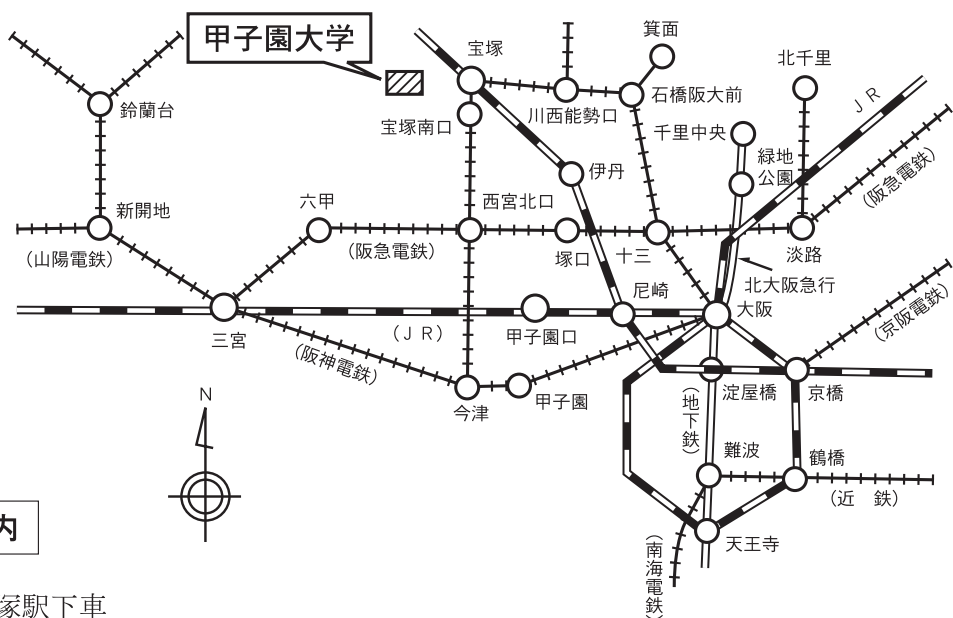 甲子園大学
宝塚
箕面
北千里
鈴蘭台
川西能勢口
石橋阪大前
JR
宝塚南口
千里中央
伊丹
緑地
公園
(阪急電鉄)
新開地
六甲
西宮北口
(山陽電鉄)
(阪急電鉄)
塚口
十三
淡路
尼崎
北大阪急行
大阪
(京阪電鉄)
三宮
(JR)
甲子園口
(阪神電鉄)
今津
甲子園
(地下鉄)
淀屋橋
京橋
N
難波
鶴橋
(近 鉄)
天王寺
(南海電鉄)
内
塚駅下車